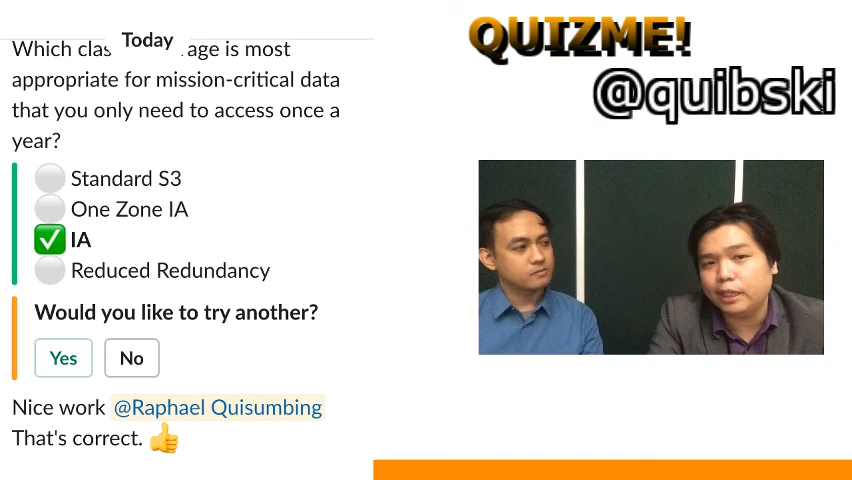 Today
Which age is most
appropriate for mission-critical data
that you only need to access once a
year?
Standard S3
One Zone IA
IA
Reduced Redundancy
Would you like to try another?
Yes
No
Nice work @Raphael Quisumbing
That's correct.
QUIZME!
@quibski